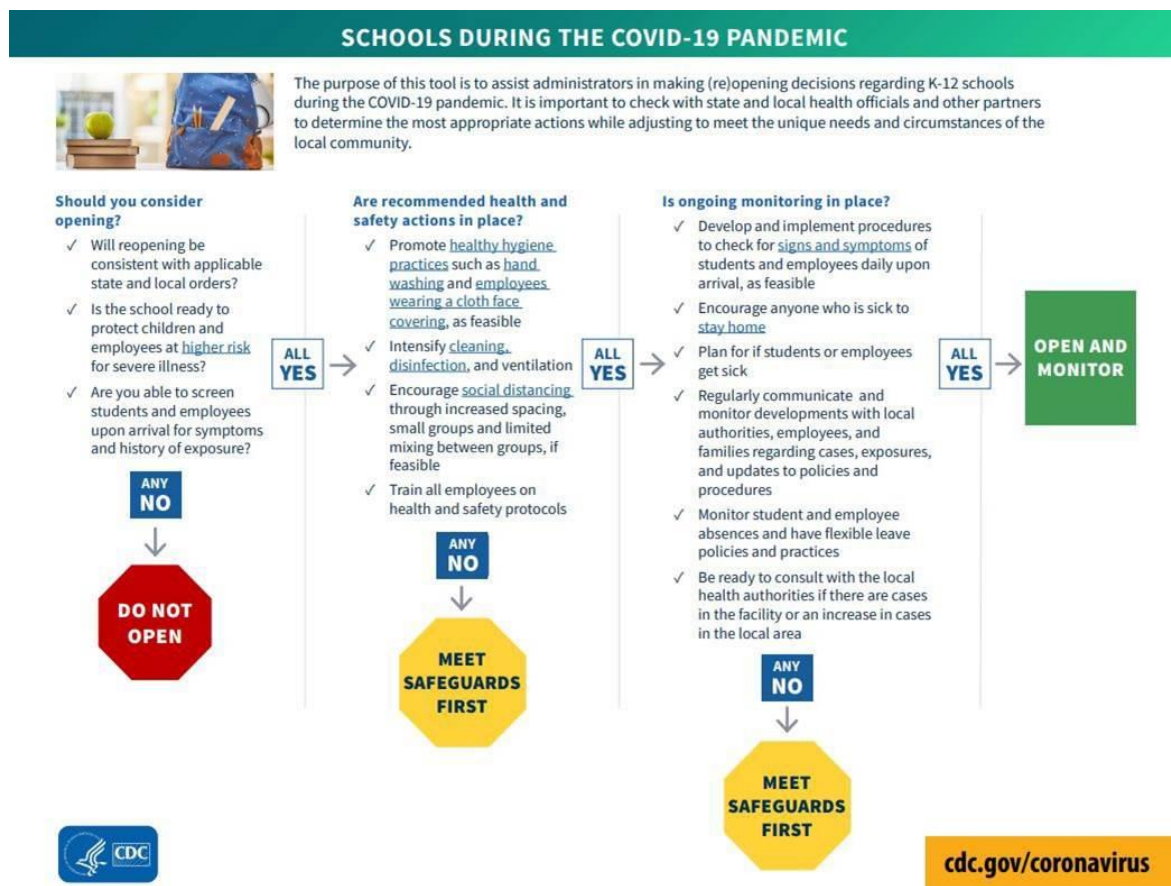 SCHOOLS DURING THE COVID-19 PANDEMIC
The purpose of this tool is to assist administrators in making (re)opening decisions regarding K-12 schools
during the COVID-19 pandemic. It is important to check with state and local health officials and other partners
to determine the most appropriate actions while adjusting to meet the unique needs and circumstances of the
local community.
Should you consider
opening?
✓ Will reopening be
consistent with applicable
state and local orders?
✓ Is the school ready to
protect children and
employees at higher risk
for severe illness?
✓ Are you able to screen
students and employees
upon arrival for symptoms
and history of exposure?
ANY
NO
DO NOT
OPEN
ALL
YES
Are recommended health and
safety actions in place?
✓ Promote healthy hygiene
practices such as hand
washing and employees
wearing a cloth face
covering, as feasible
✓ Intensify cleaning,
disinfection, and ventilation
✓ Encourage social distancing
through increased spacing,
small groups and limited
mixing between groups, if
feasible
✓ Train all employees on
health and safety protocols
ANY
NO
MEET
SAFEGUARDS
FIRST
ALL
YES
Is ongoing monitoring in place?
✓ Develop and implement procedures
to check for signs and symptoms of
students and employees daily upon
arrival, as feasible
✓ Encourage anyone who is sick to
stay home
✓ Plan for if students or employees
get sick
✓ Regularly communicate and
monitor developments with local
authorities, employees, and
families regarding cases, exposures,
and updates to policies and
procedures
✓ Monitor student and employee
absences and have flexible leave
policies and practices
✓ Be ready to consult with the local
health authorities if there are cases
in the facility or an increase in cases
in the local area
ANY
NO
MEET
SAFEGUARDS
FIRST
ALL
YES
OPEN AND
MONITOR
CDC
cdc.gov/coronavirus